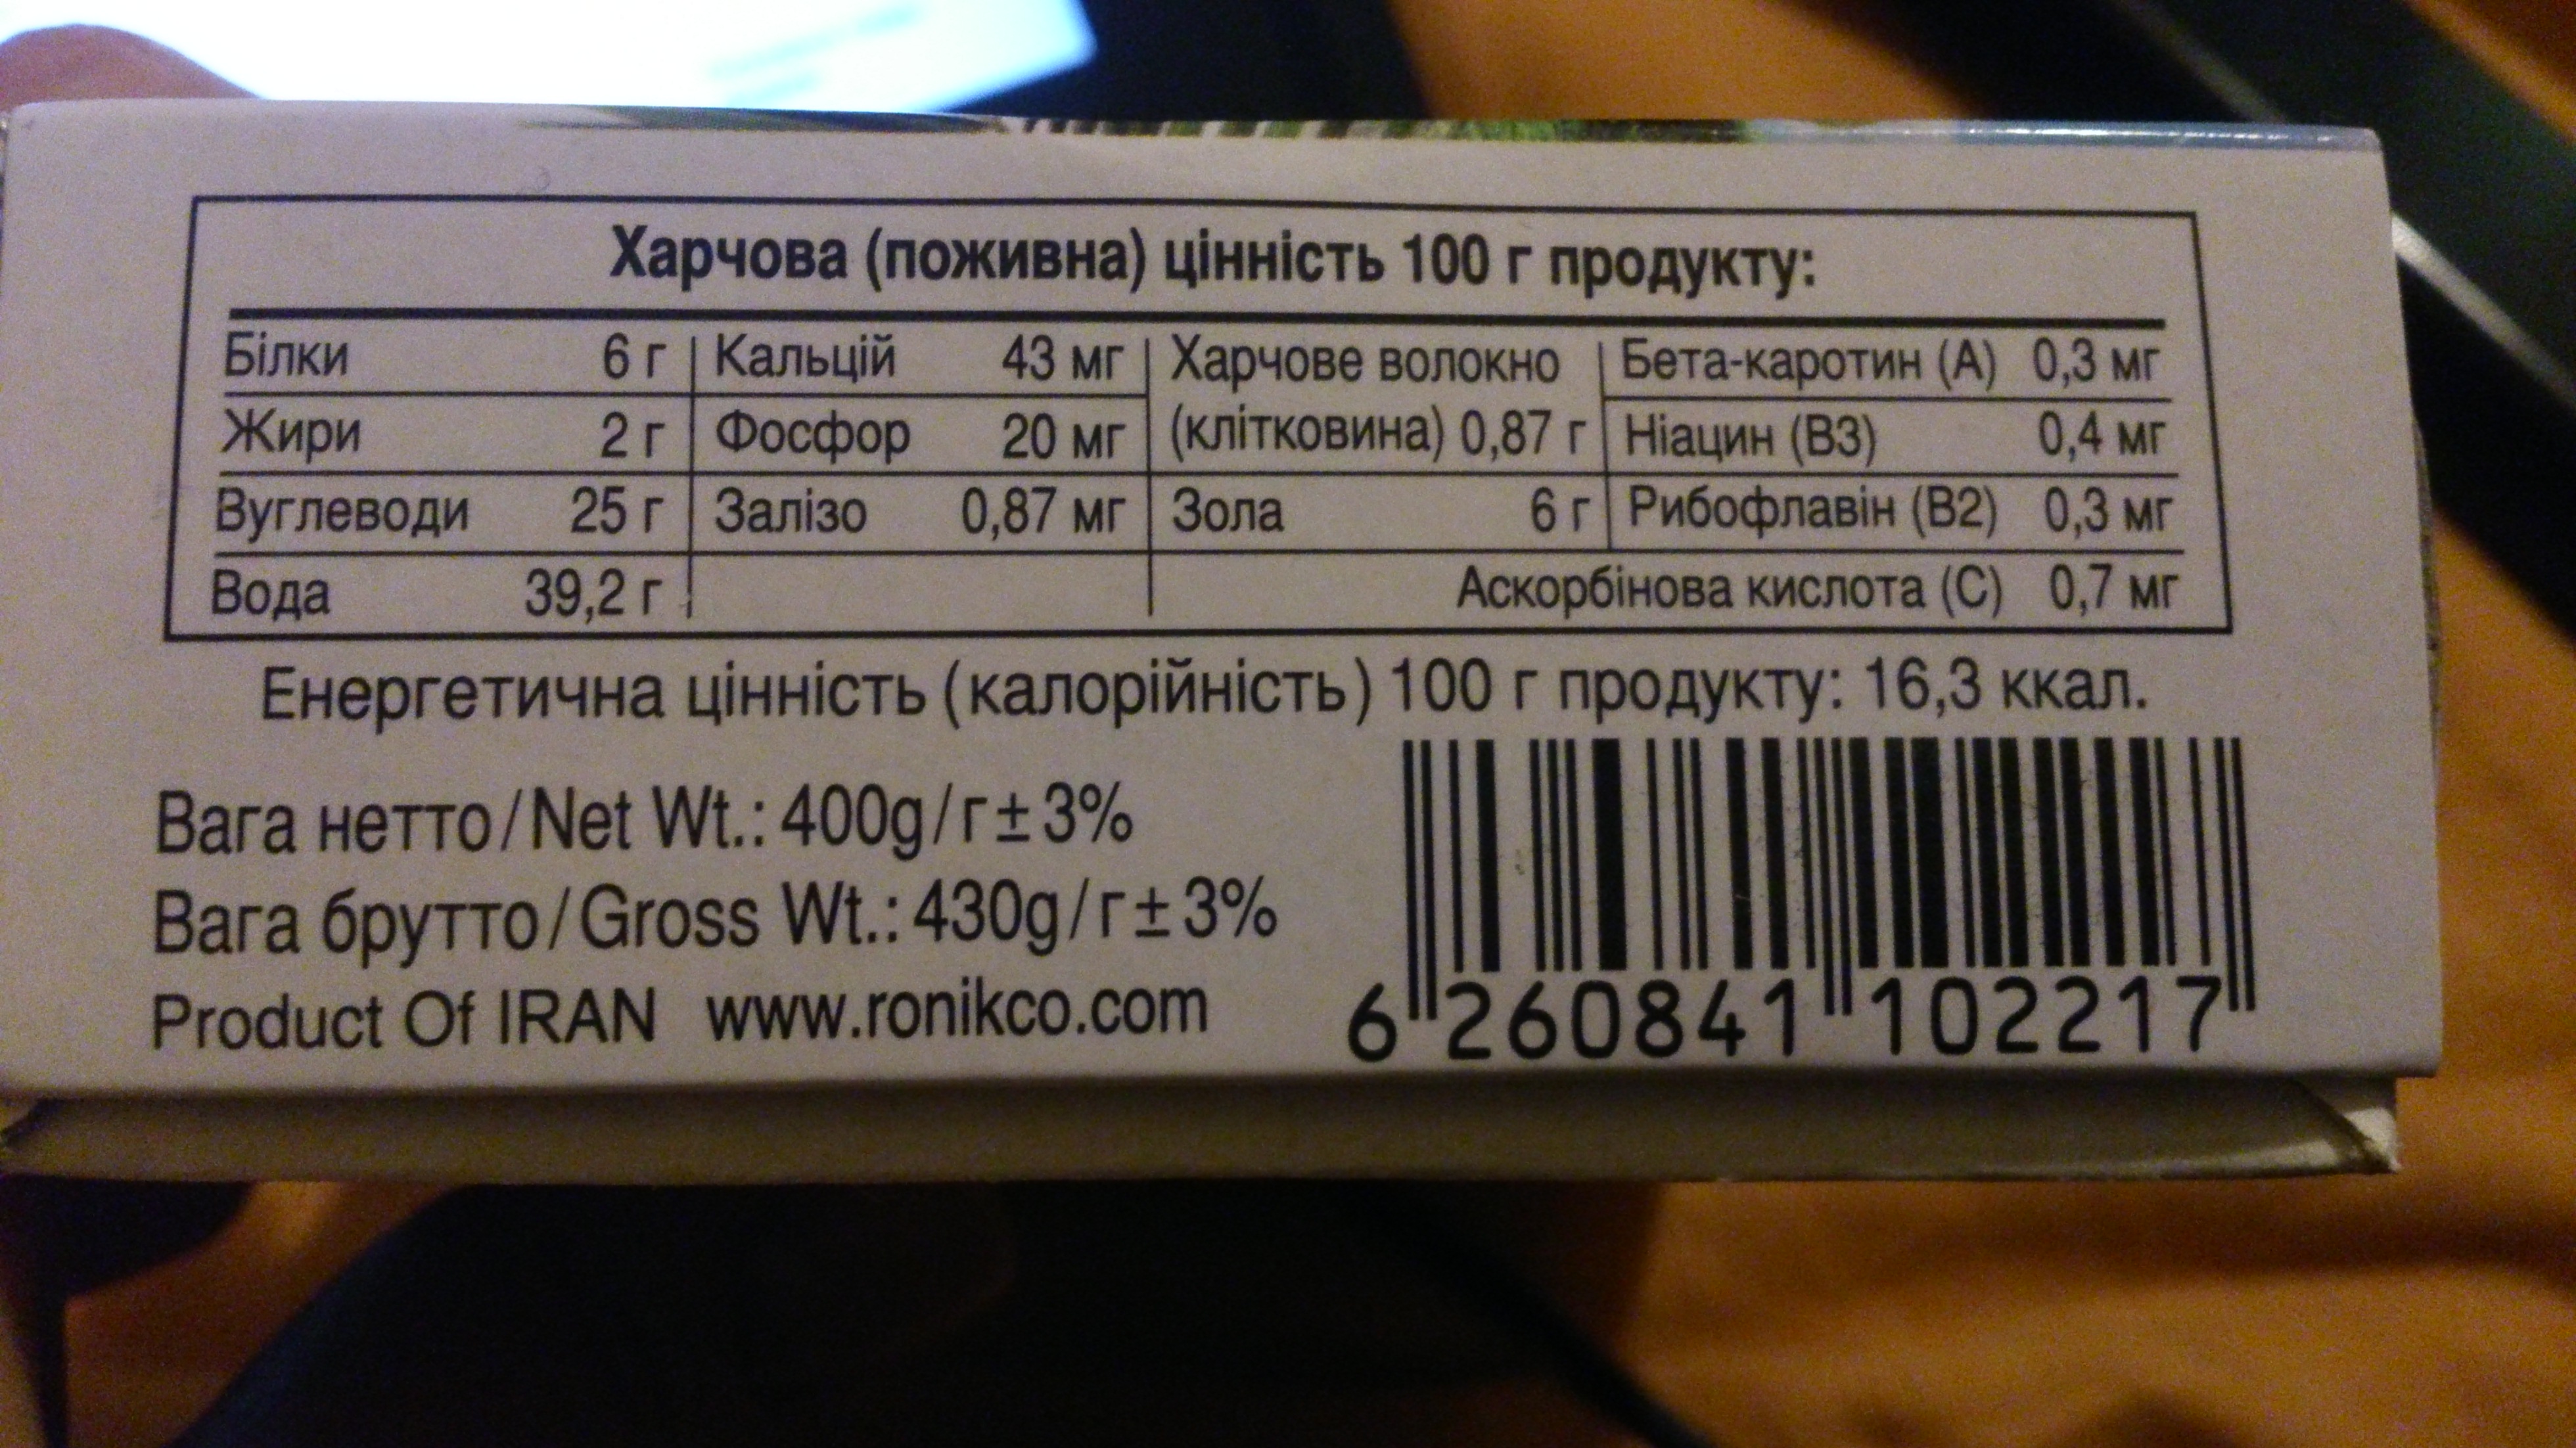 Харчова (поживна) цінність 100 г продукту:
Білки 6 г Кальцій 43 мг Харчове волокно Бета-каротин (А) 0,3 мг
Жири 2 г Фосфор 20 мг (клітковина) 0,87 г Ніацин (В3) 0,4 мг
Вуглеводи 25 г Залізо 0,87 мг Зола 6 г Рибофлавін (В2) 0,3 мг
Вода 39,2 г Аскорбінова кислота (С) 0,7 мг
Енергетична цінність (калорійність) 100 г продукту: 16,3 ккал.
Вага нетто/Net Wt.: 400g/г±3%
Вага брутто/Gross Wt.: 430g/г±3%
Product Of IRAN www.ronikco.com
6 260841 102217